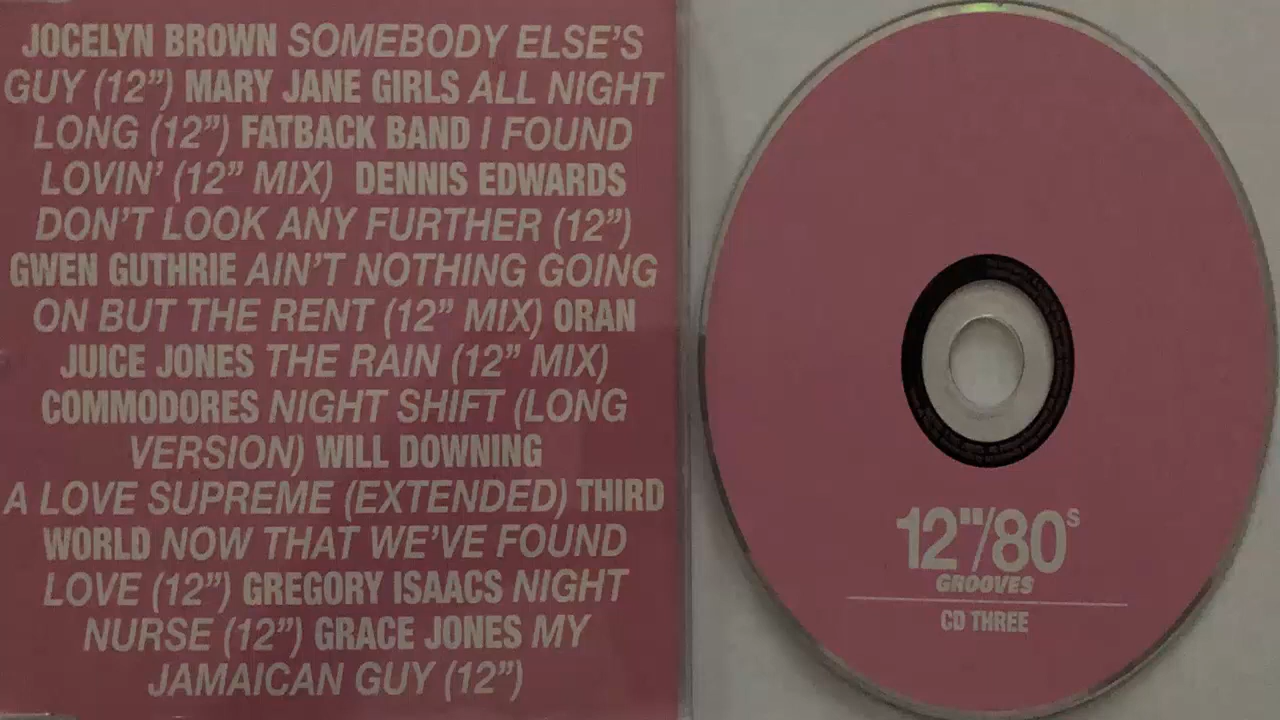 JOCELYN BROWN SOMEBODY ELSE'S
GUY (12”) MARY JANE GIRLS ALL NIGHT
LONG (12”) FATBACK BAND I FOUND
LOVIN’ (12” MIX) DENNIS EDWARDS
DON’T LOOK ANY FURTHER (12”)
GWEN GUTHRIE AIN’T NOTHING GOING
ON BUT THE RENT (12” MIX) ORAN
JUICE JONES THE RAIN (12” MIX)
COMMODORES NIGHT SHIFT (LONG
VERSION) WILL DOWNING
A LOVE SUPREME (EXTENDED) THIRD
WORLD NOW THAT WE’VE FOUND
LOVE (12”) GREGORY ISAACS NIGHT
NURSE (12”) GRACE JONES MY
JAMAICAN GUY (12”)
12"/80s
GROOVES
CD THREE